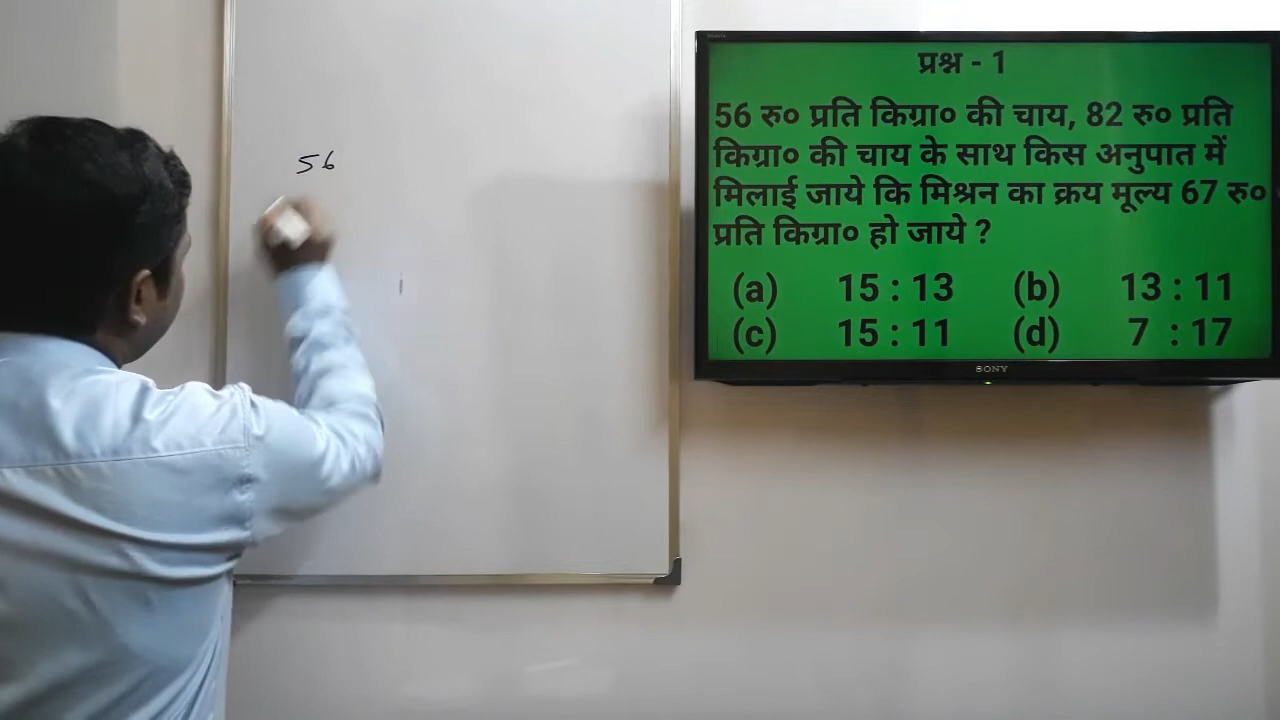 56
प्रश्न - 1
56 रु० प्रति किग्रा० की चाय, 82 रु० प्रति
किग्रा० की चाय के साथ किस अनुपात में
मिलाई जाये कि मिश्रन का क्रय मूल्य 67 रु०
प्रति किग्रा० हो जाये ?
(a) 15 : 13 (b) 13 : 11
(c) 15 : 11 (d) 7 : 17
SONY